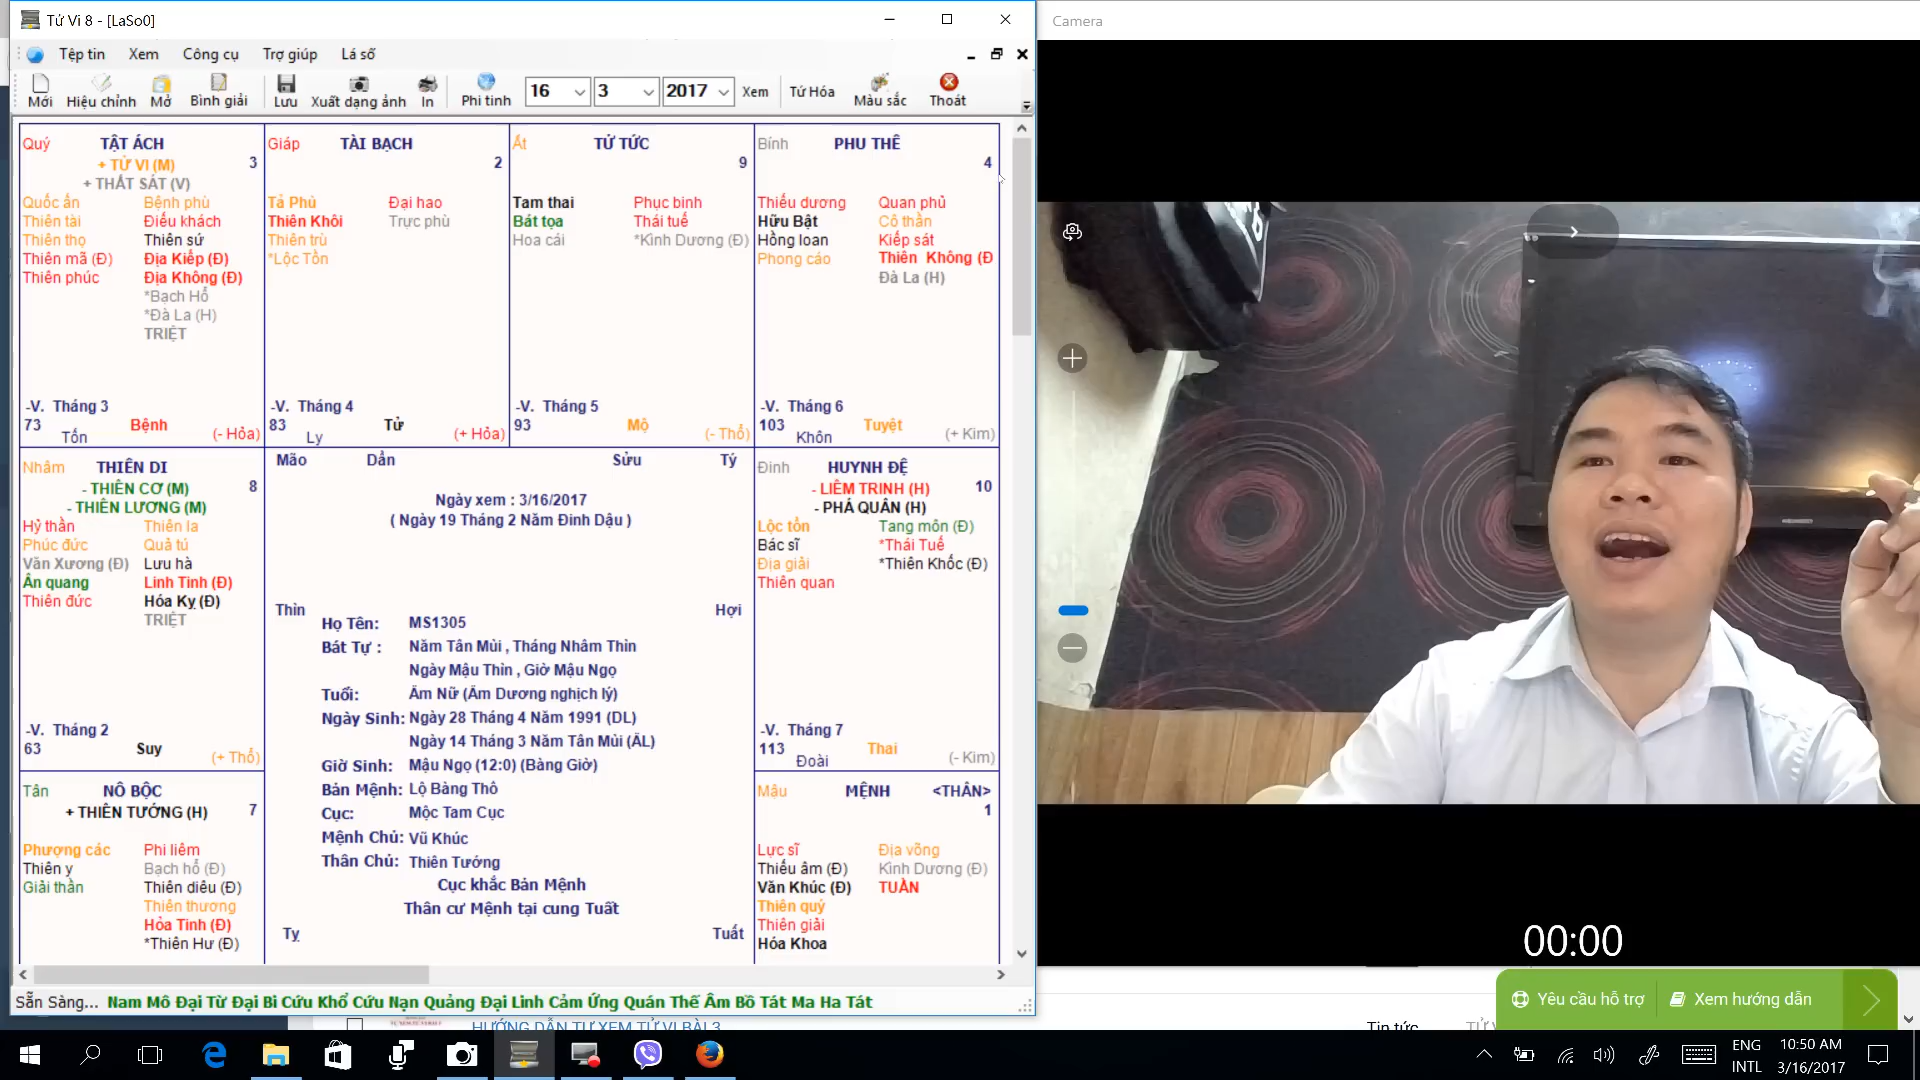 Tử Vi 8 - [LaSo0]
Camera
Tệp tin Xem Công cụ Trợ giúp Lá số
Mới Hiệu chỉnh Mở Bình giải Lưu Xuất dạng ảnh In Phi tinh 16 3 2017 Xem Tứ Hóa Màu sắc Thoát
Quý TẬT ÁCH
+ TỬ VI (M) 3
+ THẤT SÁT (V)
Quốc ấn Bệnh phù
Thiên tài Điếu khách
Thiên thọ Thiên sứ
Thiên mã (Đ) Địa Kiếp (Đ)
Thiên phúc Địa Không (Đ)
*Bạch Hổ
*Đà La (H)
TRIỆT
-V. Tháng 3
73 Bệnh (- Hỏa)
Tốn
Giáp TÀI BẠCH
2
Tả Phù Đại hao
Thiên Khôi Trực phù
Thiên trù
*Lộc Tồn
-V. Tháng 4
83 Tử (+ Hỏa)
Ly
Ất TỬ TỨC
9
Tam thai Phục binh
Bát tọa Thái tuế
Hoa cái *Kình Dương (Đ)
-V. Tháng 5
93 Mộ (- Thổ)
Bính PHU THÊ
4
Thiếu dương Quan phủ
Hữu Bật Cô thần
Hồng loan Kiếp sát
Phong cáo Thiên Không (Đ
Đà La (H)
-V. Tháng 6
103 Tuyệt (+ Kim)
Khôn
Nhâm THIÊN DI
- THIÊN CƠ (M) 8
- THIÊN LƯƠNG (M)
Hỷ thần Thiên la
Phúc đức Quả tú
Văn Xương (Đ) Lưu hà
Ân quang Linh Tinh (Đ)
Thiên đức Hóa Kỵ (Đ)
TRIỆT
-V. Tháng 2
63 Suy (+ Thổ)
Mão Dần Sửu Tý
Ngày xem : 3/16/2017
( Ngày 19 Tháng 2 Năm Đinh Dậu )
Thìn Hợi
Họ Tên: MS1305
Bát Tự : Năm Tân Mùi , Tháng Nhâm Thìn
Ngày Mậu Thìn , Giờ Mậu Ngọ
Tuổi: Âm Nữ (Âm Dương nghịch lý)
Ngày Sinh: Ngày 28 Tháng 4 Năm 1991 (DL)
Ngày 14 Tháng 3 Năm Tân Mùi (ÂL)
Giờ Sinh: Mậu Ngọ (12:0) (Bàng Giờ)
Bản Mệnh: Lộ Bàng Thổ
Cục: Mộc Tam Cục
Mệnh Chủ: Vũ Khúc
Thân Chủ: Thiên Tướng
Cục khắc Bản Mệnh
Thân cư Mệnh tại cung Tuất
Tỵ Tuất
Đinh HUYNH ĐỆ
- LIÊM TRINH (H) 10
- PHÁ QUÂN (H)
Lộc tồn Tang môn (Đ)
Bác sĩ *Thái Tuế
Địa giải *Thiên Khốc (Đ)
Thiên quan
-V. Tháng 7
113 Thai (- Kim)
Đoài
Tân NÔ BỘC
+ THIÊN TƯỚNG (H) 7
Phượng các Phi liêm
Thiên y Bạch hổ (Đ)
Giải thần Thiên diêu (Đ)
Thiên thương
Hỏa Tinh (Đ)
*Thiên Hư (Đ)
Mậu MỆNH <THÂN>
1
Lực sĩ Địa võng
Thiếu âm (Đ) Kình Dương (Đ)
Văn Khúc (Đ) TUẦN
Thiên quý
Thiên giải
Hóa Khoa
00:00
Sẵn Sàng... Nam Mô Đại Từ Đại Bi Cứu Khổ Cứu Nạn Quảng Đại Linh Cảm Ứng Quán Thế Âm Bồ Tát Ma Ha Tát
Yêu cầu hỗ trợ Xem hướng dẫn
HƯỚNG DẪN TỰ XEM TỬ VI BÀI 3
Tin tức TỬ V
ENG 10:50 AM
INTL 3/16/2017